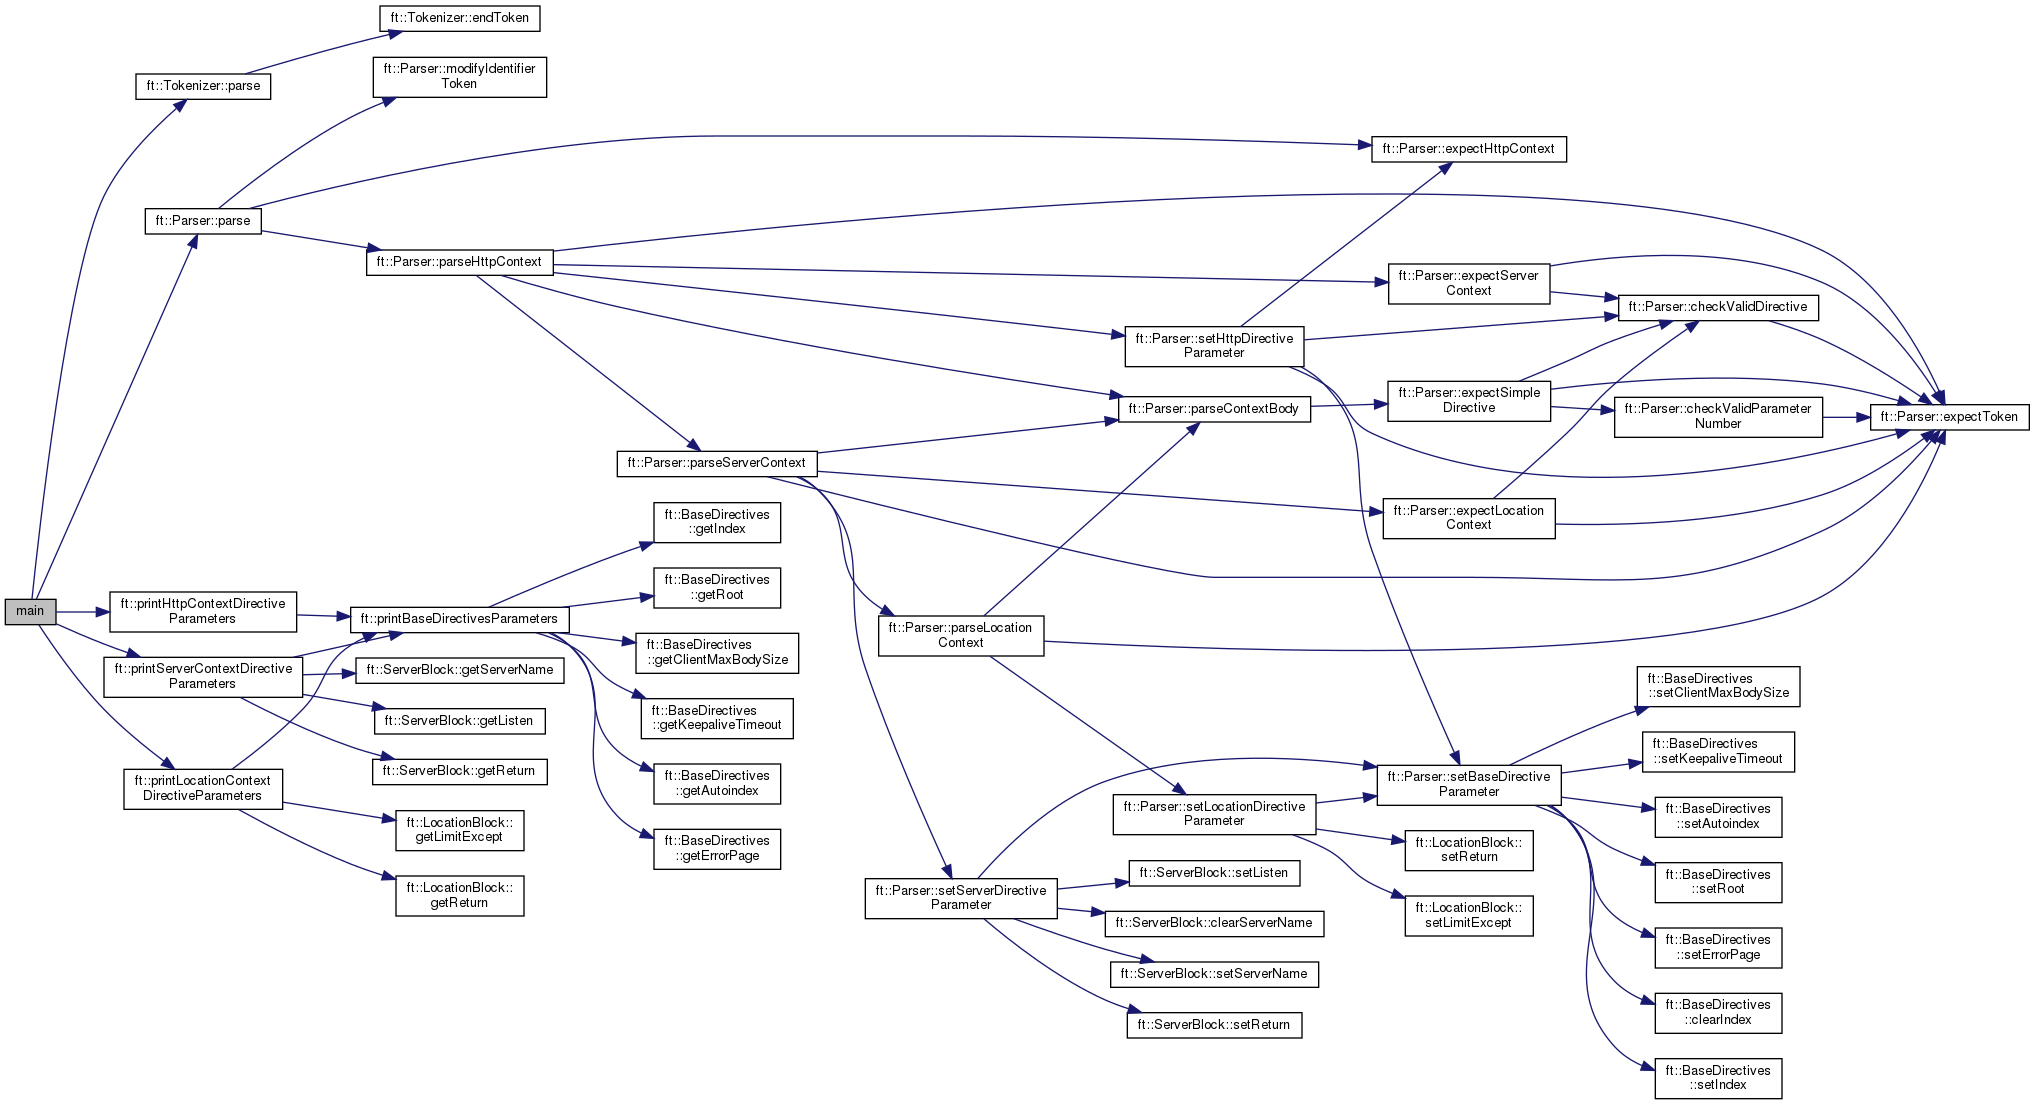 ft::Tokenizer::endToken
ft::Parser::modifyIdentifier
Token
ft::Tokenizer::parse
ft::Parser::expectHttpContext
ft::Parser::parse
ft::Parser::parseHttpContext
ft::Parser::expectServer
Context
ft::Parser::checkValidDirective
ft::Parser::setHttpDirective
Parameter
ft::Parser::parseContextBody
ft::Parser::expectSimple
Directive
ft::Parser::checkValidParameter
Number
ft::Parser::expectToken
ft::Parser::parseServerContext
ft::Parser::expectLocation
Context
ft::BaseDirectives
::getIndex
ft::BaseDirectives
::getRoot
main
ft::printHttpContextDirective
Parameters
ft::printBaseDirectivesParameters
ft::BaseDirectives
::getClientMaxBodySize
ft::Parser::parseLocation
Context
ft::printServerContextDirective
Parameters
ft::ServerBlock::getServerName
ft::ServerBlock::getListen
ft::BaseDirectives
::getKeepaliveTimeout
ft::BaseDirectives
::setClientMaxBodySize
ft::BaseDirectives
::setKeepaliveTimeout
ft::printLocationContext
DirectiveParameters
ft::ServerBlock::getReturn
ft::BaseDirectives
::getAutoindex
ft::Parser::setBaseDirective
Parameter
ft::Parser::setLocationDirective
Parameter
ft::BaseDirectives
::setAutoindex
ft::LocationBlock::
getLimitExcept
ft::BaseDirectives
::getErrorPage
ft::LocationBlock::
setReturn
ft::LocationBlock::
getReturn
ft::Parser::setServerDirective
Parameter
ft::ServerBlock::setListen
ft::BaseDirectives
::setRoot
ft::ServerBlock::clearServerName
ft::LocationBlock::
setLimitExcept
ft::BaseDirectives
::setErrorPage
ft::ServerBlock::setServerName
ft::BaseDirectives
::clearIndex
ft::ServerBlock::setReturn
ft::BaseDirectives
::setIndex